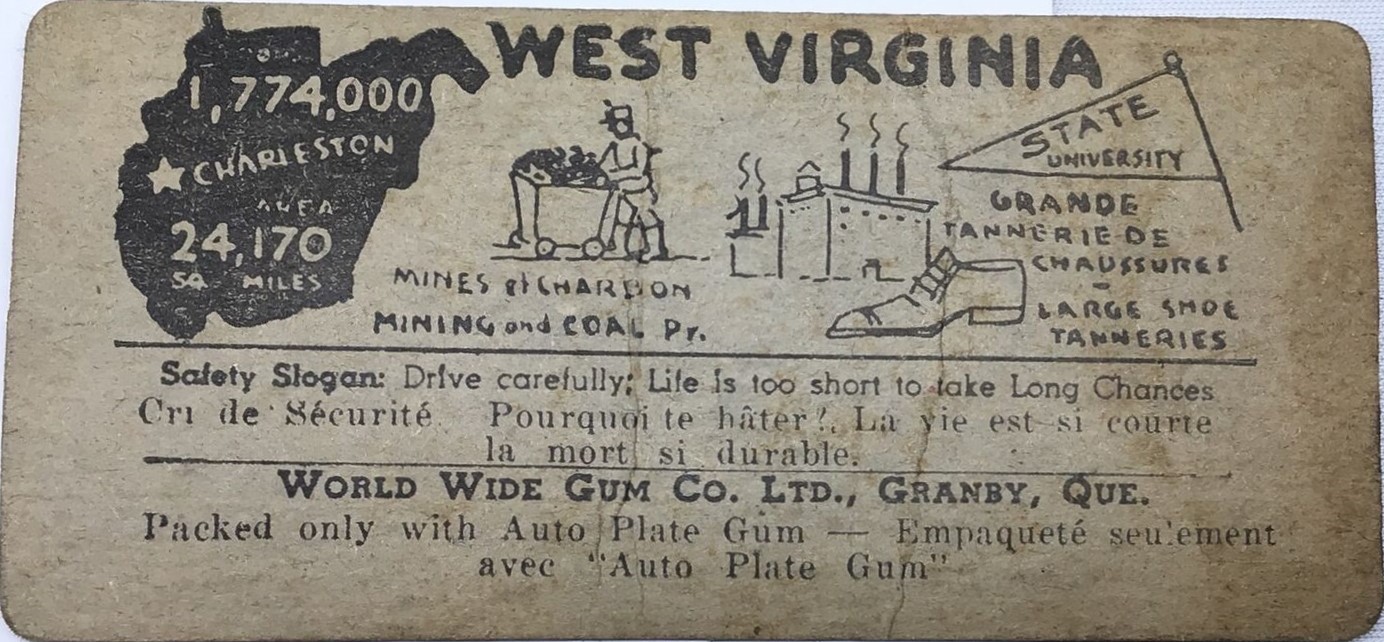 WEST VIRGINIA
POP.
1,774,000
CHARLESTON
AREA
24,170
SQ MILES
MINES et CHARBON
MINING and COAL Pr.
STATE
UNIVERSITY
GRANDE
TANNERIE DE
CHAUSSURES
-
LARGE SHOE
TANNERIES
Safety Slogan: Drive carefully; Life is too short to take Long Chances
Cri de Sécurité Pourquoi te hâter?. La vie est si courte
la mort si durable.
WORLD WIDE GUM CO. LTD., GRANBY, QUE.
Packed only with Auto Plate Gum — Empaqueté seulement
avec "Auto Plate Gum"